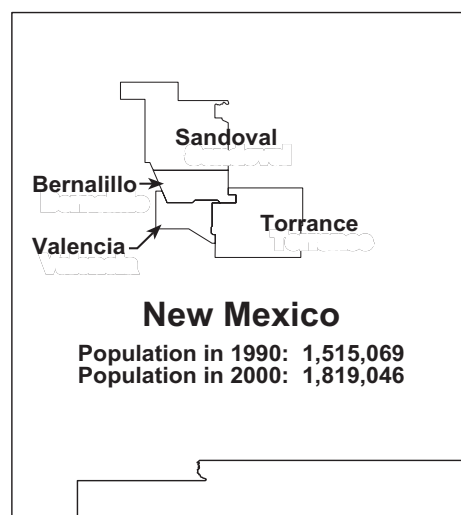 Sandoval
Bernalillo
Torrance
Valencia
New Mexico
Population in 1990: 1,515,069
Population in 2000: 1,819,046